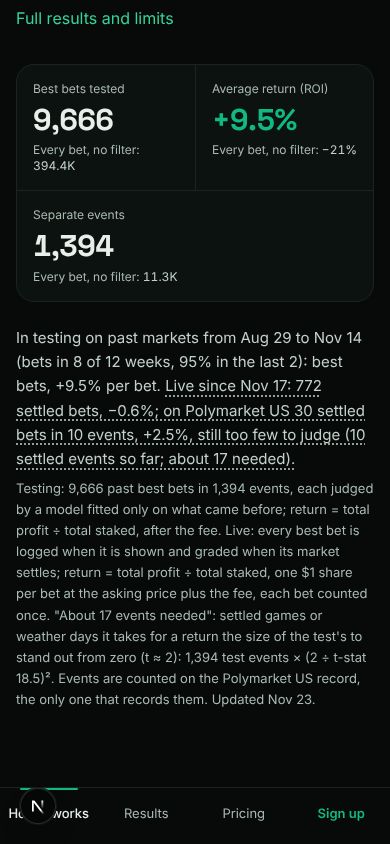 Full results and limits
Best bets tested
9,666
Every bet, no filter:
394.4K
Average return (ROI)
+9.5%
Every bet, no filter: −21%
Separate events
1,394
Every bet, no filter: 11.3K
In testing on past markets from Aug 29 to Nov 14
(bets in 8 of 12 weeks, 95% in the last 2): best
bets, +9.5% per bet. Live since Nov 17: 772
settled bets, −0.6%; on Polymarket US 30 settled
bets in 10 events, +2.5%, still too few to judge (10
settled events so far; about 17 needed).
Testing: 9,666 past best bets in 1,394 events, each judged
by a model fitted only on what came before; return = total
profit ÷ total staked, after the fee. Live: every best bet is
logged when it is shown and graded when its market
settles; return = total profit ÷ total staked, one $1 share
per bet at the asking price plus the fee, each bet counted
once. "About 17 events needed": settled games or
weather days it takes for a return the size of the test's to
stand out from zero (t ≈ 2): 1,394 test events × (2 ÷ t-stat
18.5)². Events are counted on the Polymarket US record,
the only one that records them. Updated Nov 23.
N
works
Results
Pricing
Sign up